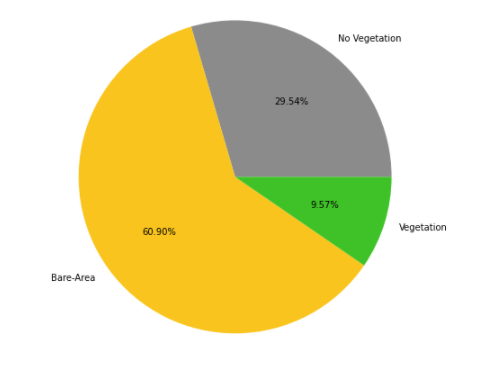 No Vegetation
29.54%
9.57%
Vegetation
60.90%
Bare-Area